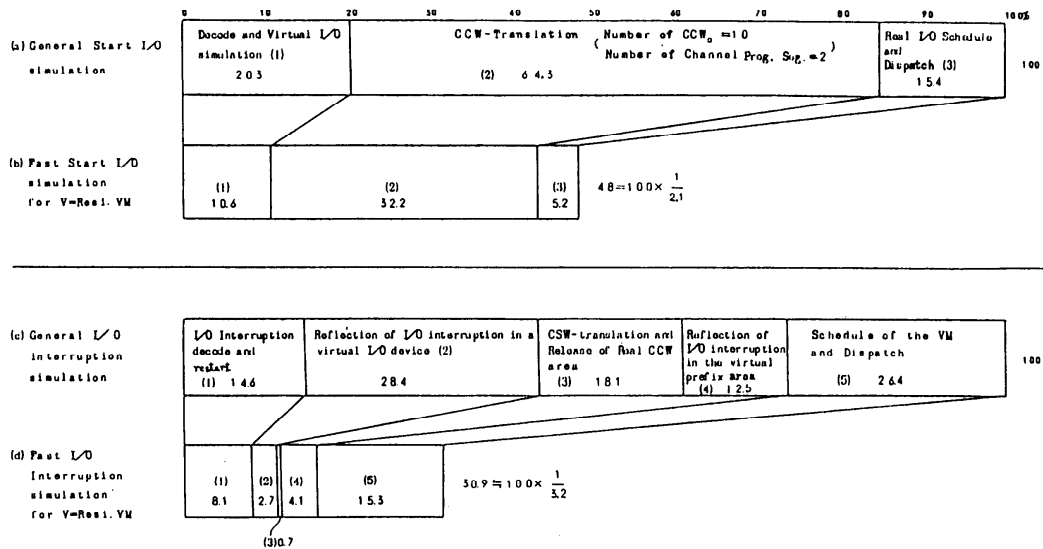 0 10 20 30 40 50 60 70 80 90 100%
(a) General Start I/O
simulation
Decode and Virtual I/O
simulation (1)
20.3
CCW-Translation
( Number of CCWs = 10
Number of Channel Prog. Seg. = 2 )
(2) 64.3
Real I/O Schedule
and
Dispatch (3)
15.4
100
(b) Fast Start I/O
simulation
for V=Resi. VM
(1)
10.6
(2)
32.2
(3)
5.2
48≒100× 1/2.1
(c) General I/O
interruption
simulation
I/O Interruption
decode and
restart
(1) 14.6
Reflection of I/O interruption in a
virtual I/O device (2)
28.4
CSW-translation and
Release of Real CCW
area
(3) 18.1
Reflection of
I/O interruption
in the virtual
prefix area
(4) 12.5
Schedule of the VM
and Dispatch
(5) 26.4
100
(d) Fast I/O
Interruption
simulation
for V=Resi. VM
(1)
8.1
(2)
2.7
(4)
4.1
(5)
15.3
30.9≒100× 1/3.2
(3)0.7